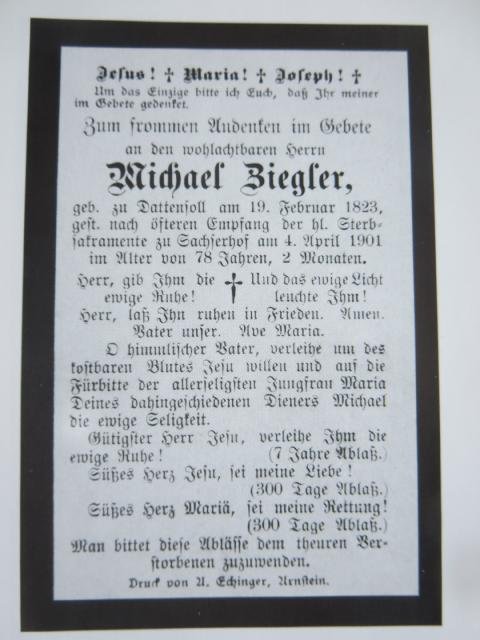 Jesus! † Maria! † Joseph! †
Um das Einzige bitte ich Euch, daß Ihr meiner
im Gebete gedenket.
Zum frommen Andenken im Gebete
an den wohlachtbaren Herrn
Michael Ziegler,
geb. zu Dattensoll am 19. Februar 1823,
gest. nach öfteren Empfang der hl. Sterb-
sakramente zu Sachserhof am 4. April 1901
im Alter von 78 Jahren, 2 Monaten.
Herr, gib Ihm die † Und das ewige Licht
ewige Ruhe! leuchte Ihm!
Herr, laß Ihn ruhen in Frieden. Amen.
Vater unser. Ave Maria.
O himmlischer Vater, verleihe um des
kostbaren Blutes Jesu willen und auf die
Fürbitte der allerseligsten Jungfrau Maria
Deines dahingeschiedenen Dieners Michael
die ewige Seligkeit.
Gütigster Herr Jesu, verleihe Ihm die
ewige Ruhe! (7 Jahre Ablaß.)
Süßes Herz Jesu, sei meine Liebe!
(300 Tage Ablaß.)
Süßes Herz Mariä, sei meine Rettung!
(300 Tage Ablaß.)
Man bittet diese Ablässe dem theuren Ver-
storbenen zuzuwenden.
Druck von A. Echinger, Arnstein.